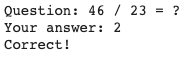 Question: 46 / 23 = ?
Your answer: 2
Correct!